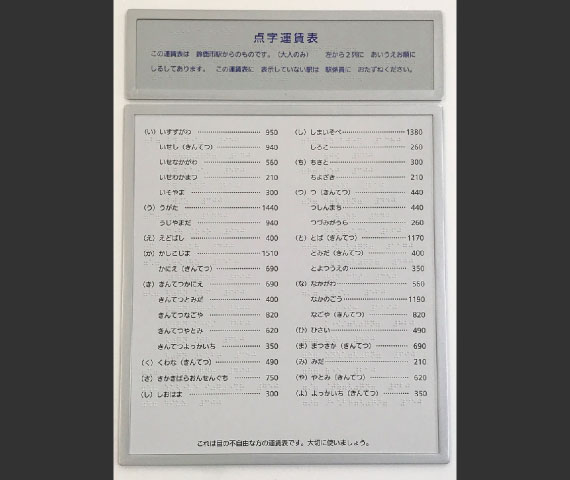 点字運賃表
この運賃表は 鈴鹿市駅からのものです。（大人のみ） 左から２列に あいうえお順に
しるしてあります。 この運賃表に 表示していない駅は 駅係員に おたずねください。
（い）いすずがわ 950
いせし（きんてつ） 940
いせなかがわ 560
いせわかまつ 210
いそやま 300
（う）うがた 1440
うじやまだ 940
（え）えどばし 400
（か）かしこじま 1510
かにえ（きんてつ） 690
（き）きんてつかにえ 690
きんてつとみだ 400
きんてつなごや 820
きんてつやとみ 620
きんてつよっかいち 350
（く）くわな（きんてつ） 490
（さ）さかきばらおんせんぐち 750
（し）しおはま 300
（し）しまいそべ 1380
しろこ 260
（ち）ちさと 300
ちよざき 210
（つ）つ（きんてつ） 440
つしんまち 440
つづみがうら 260
（と）とば（きんてつ） 1170
とみだ（きんてつ） 400
とよつうえの 350
（な）なかがわ 560
なかのごう 1190
なごや（きんてつ） 820
（ひ）ひさい 490
（ま）まつさか（きんてつ） 690
（み）みだ 210
（や）やとみ（きんてつ） 620
（よ）よっかいち（きんてつ） 350
これは目の不自由な方の運賃表です。大切に使いましょう。